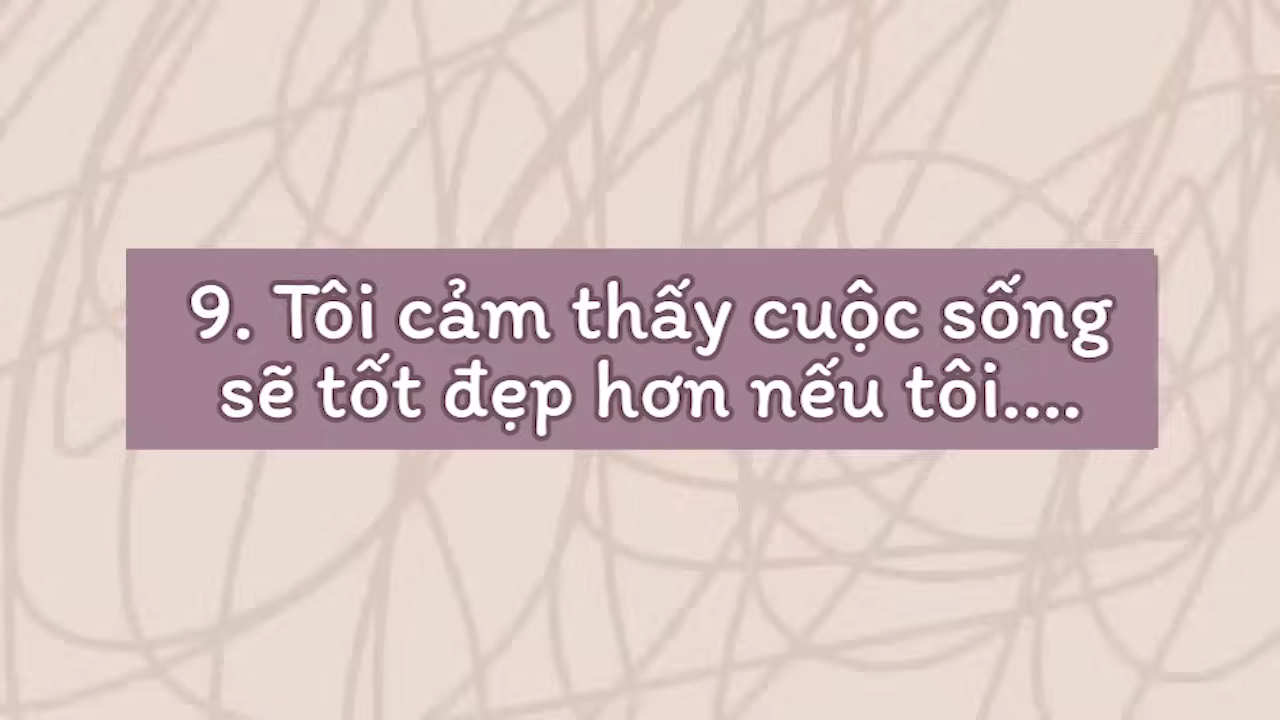 9. Tôi cảm thấy cuộc sống
sẽ tốt đẹp hơn nếu tôi....